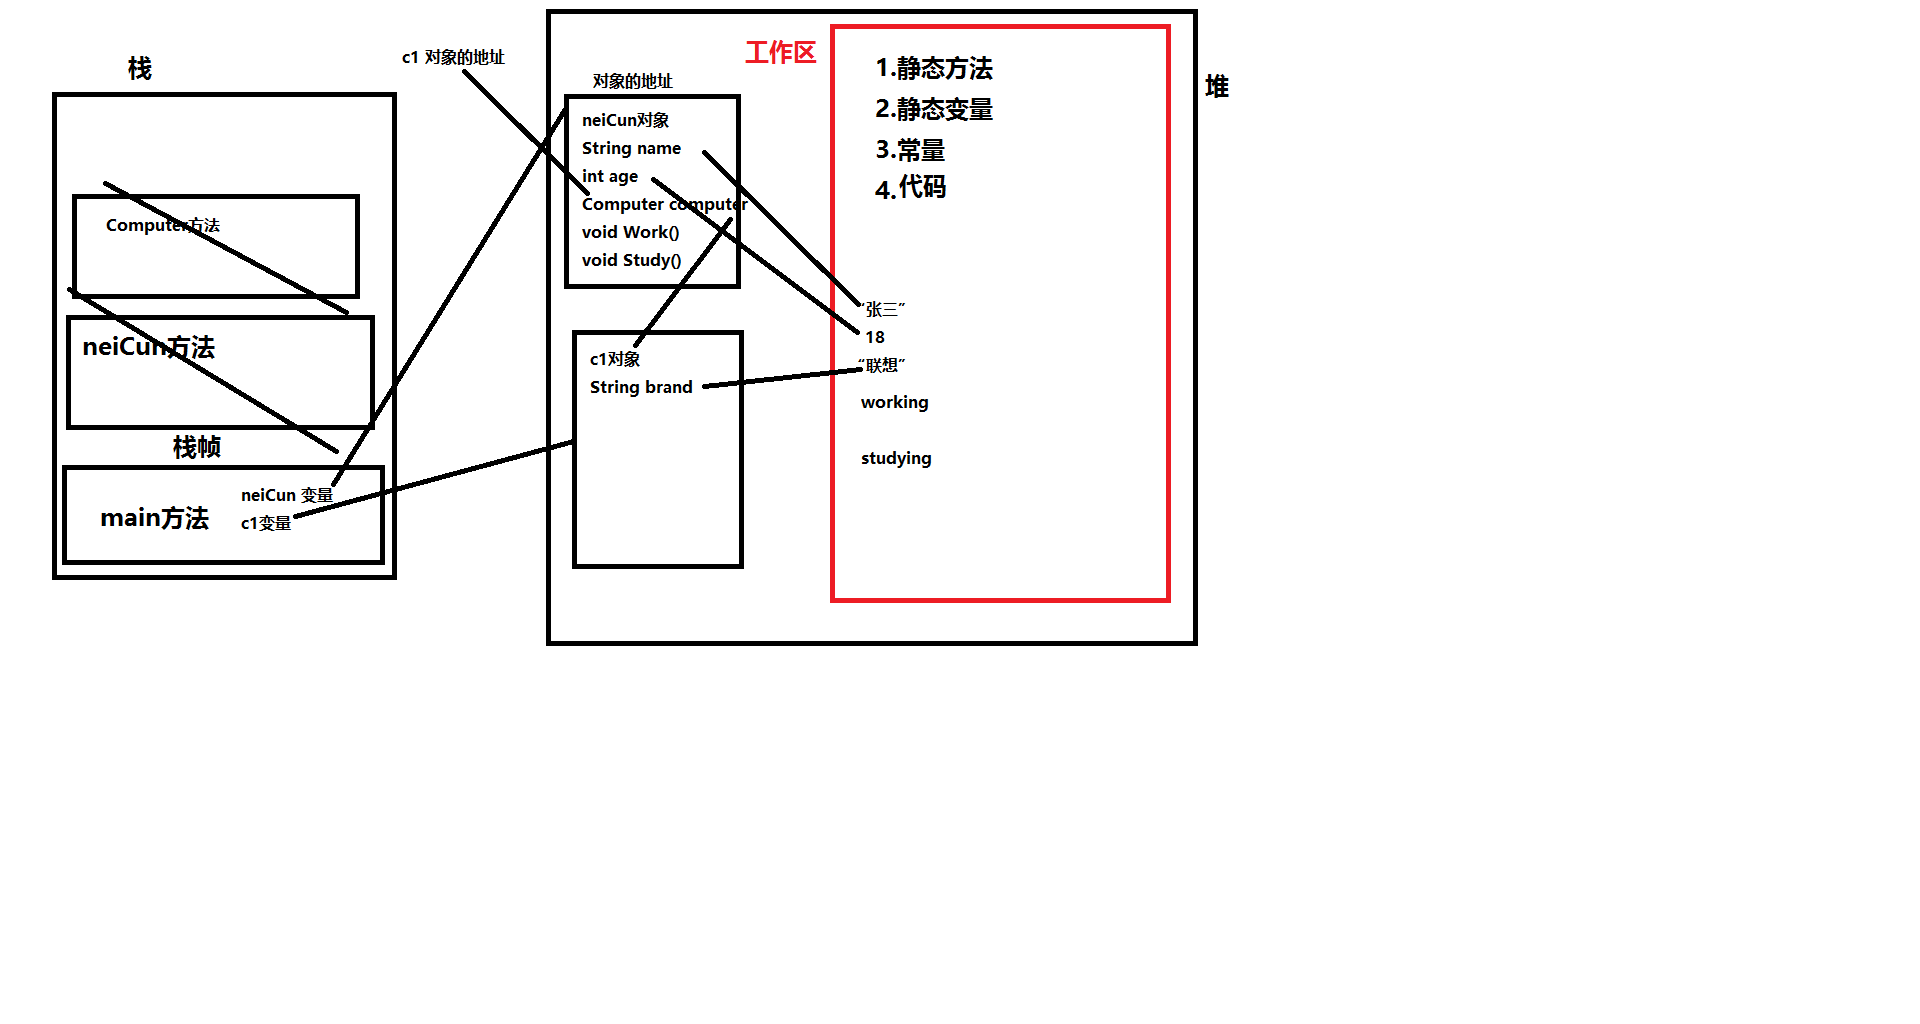 栈
Computer方法
neiCun方法
栈帧
main方法
neiCun 变量
c1变量
c1 对象的地址
对象的地址
neiCun对象
String name
int age
Computer computer
void Work()
void Study()
c1对象
String brand
工作区
1.静态方法
2.静态变量
3.常量
4.代码
“张三”
18
“联想”
working
studying
堆